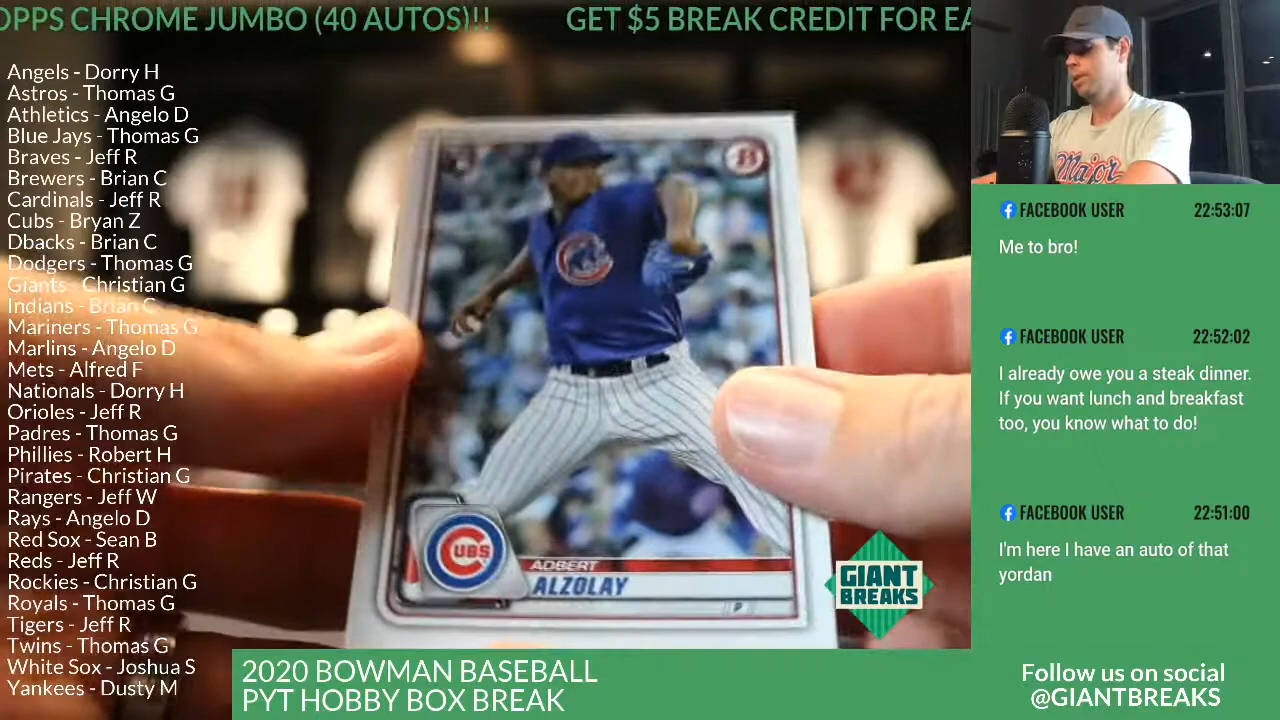 OPPS CHROME JUMBO (40 AUTOS)!! GET $5 BREAK CREDIT FOR EA
Angels - Dorry H
Astros - Thomas G
Athletics - Angelo D
Blue Jays - Thomas G
Braves - Jeff R
Brewers - Brian C
Cardinals - Jeff R
Cubs - Bryan Z
Dbacks - Brian C
Dodgers - Thomas G
Giants - Christian G
Indians - Brian C
Mariners - Thomas G
Marlins - Angelo D
Mets - Alfred F
Nationals - Dorry H
Orioles - Jeff R
Padres - Thomas G
Phillies - Robert H
Pirates - Christian G
Rangers - Jeff W
Rays - Angelo D
Red Sox - Sean B
Reds - Jeff R
Rockies - Christian G
Royals - Thomas G
Tigers - Jeff R
Twins - Thomas G
White Sox - Joshua S
Yankees - Dusty M
B
CUBS
ADBERT
ALZOLAY
P
GIANT
BREAKS
2020 BOWMAN BASEBALL
PYT HOBBY BOX BREAK
Major
FACEBOOK USER 22:53:07
Me to bro!
FACEBOOK USER 22:52:02
I already owe you a steak dinner.
If you want lunch and breakfast
too, you know what to do!
FACEBOOK USER 22:51:00
I'm here I have an auto of that
yordan
Follow us on social
@GIANTBREAKS